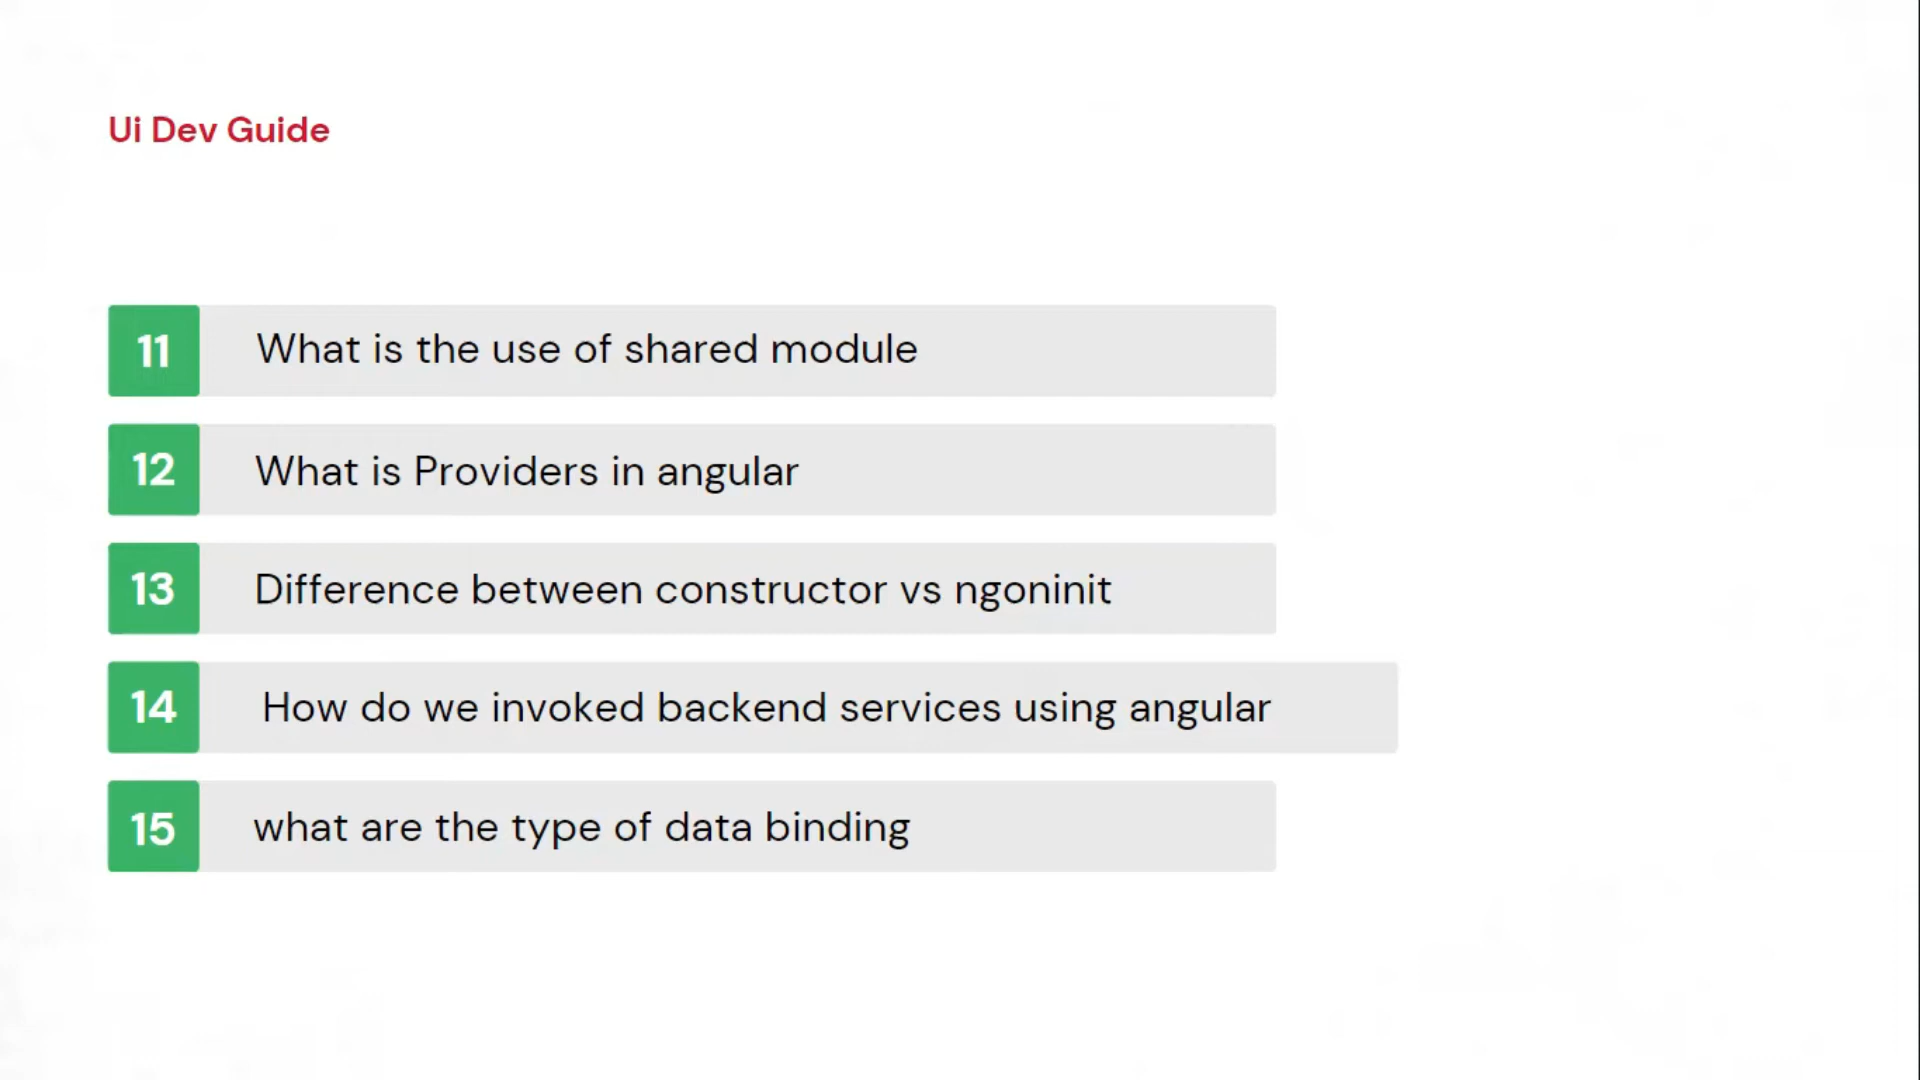 Ui Dev Guide
11 What is the use of shared module
12 What is Providers in angular
13 Difference between constructor vs ngoninit
14 How do we invoked backend services using angular
15 what are the type of data binding